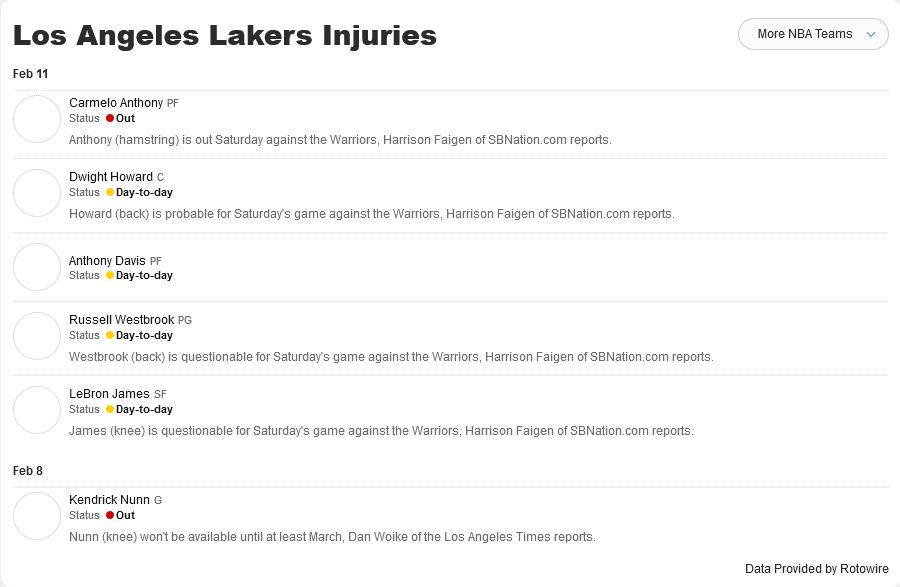 Los Angeles Lakers Injuries
More NBA Teams
Feb 11
Carmelo Anthony PF
Status Out
Anthony (hamstring) is out Saturday against the Warriors, Harrison Faigen of SBNation.com reports.
Dwight Howard C
Status Day-to-day
Howard (back) is probable for Saturday's game against the Warriors, Harrison Faigen of SBNation.com reports.
Anthony Davis PF
Status Day-to-day
Russell Westbrook PG
Status Day-to-day
Westbrook (back) is questionable for Saturday's game against the Warriors, Harrison Faigen of SBNation.com reports.
LeBron James SF
Status Day-to-day
James (knee) is questionable for Saturday's game against the Warriors, Harrison Faigen of SBNation.com reports.
Feb 8
Kendrick Nunn G
Status Out
Nunn (knee) won't be available until at least March, Dan Woike of the Los Angeles Times reports.
Data Provided by Rotowire